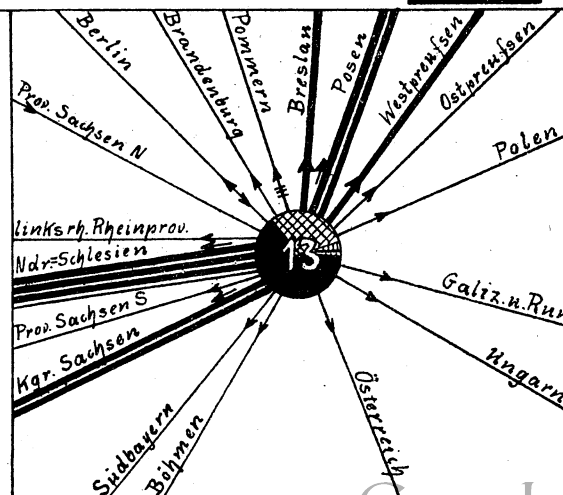 Berlin
Brandenburg
Pommern
Breslau
Posen
Westpreußen
Ostpreußen
Polen
Prov. Sachsen N
linksrh. Rheinprov.
Ndr=Schlesien
13
Prov. Sachsen S
Kgr. Sachsen
Galiz. u. Rum
Ungarn
Südbayern
Böhmen
Österreich